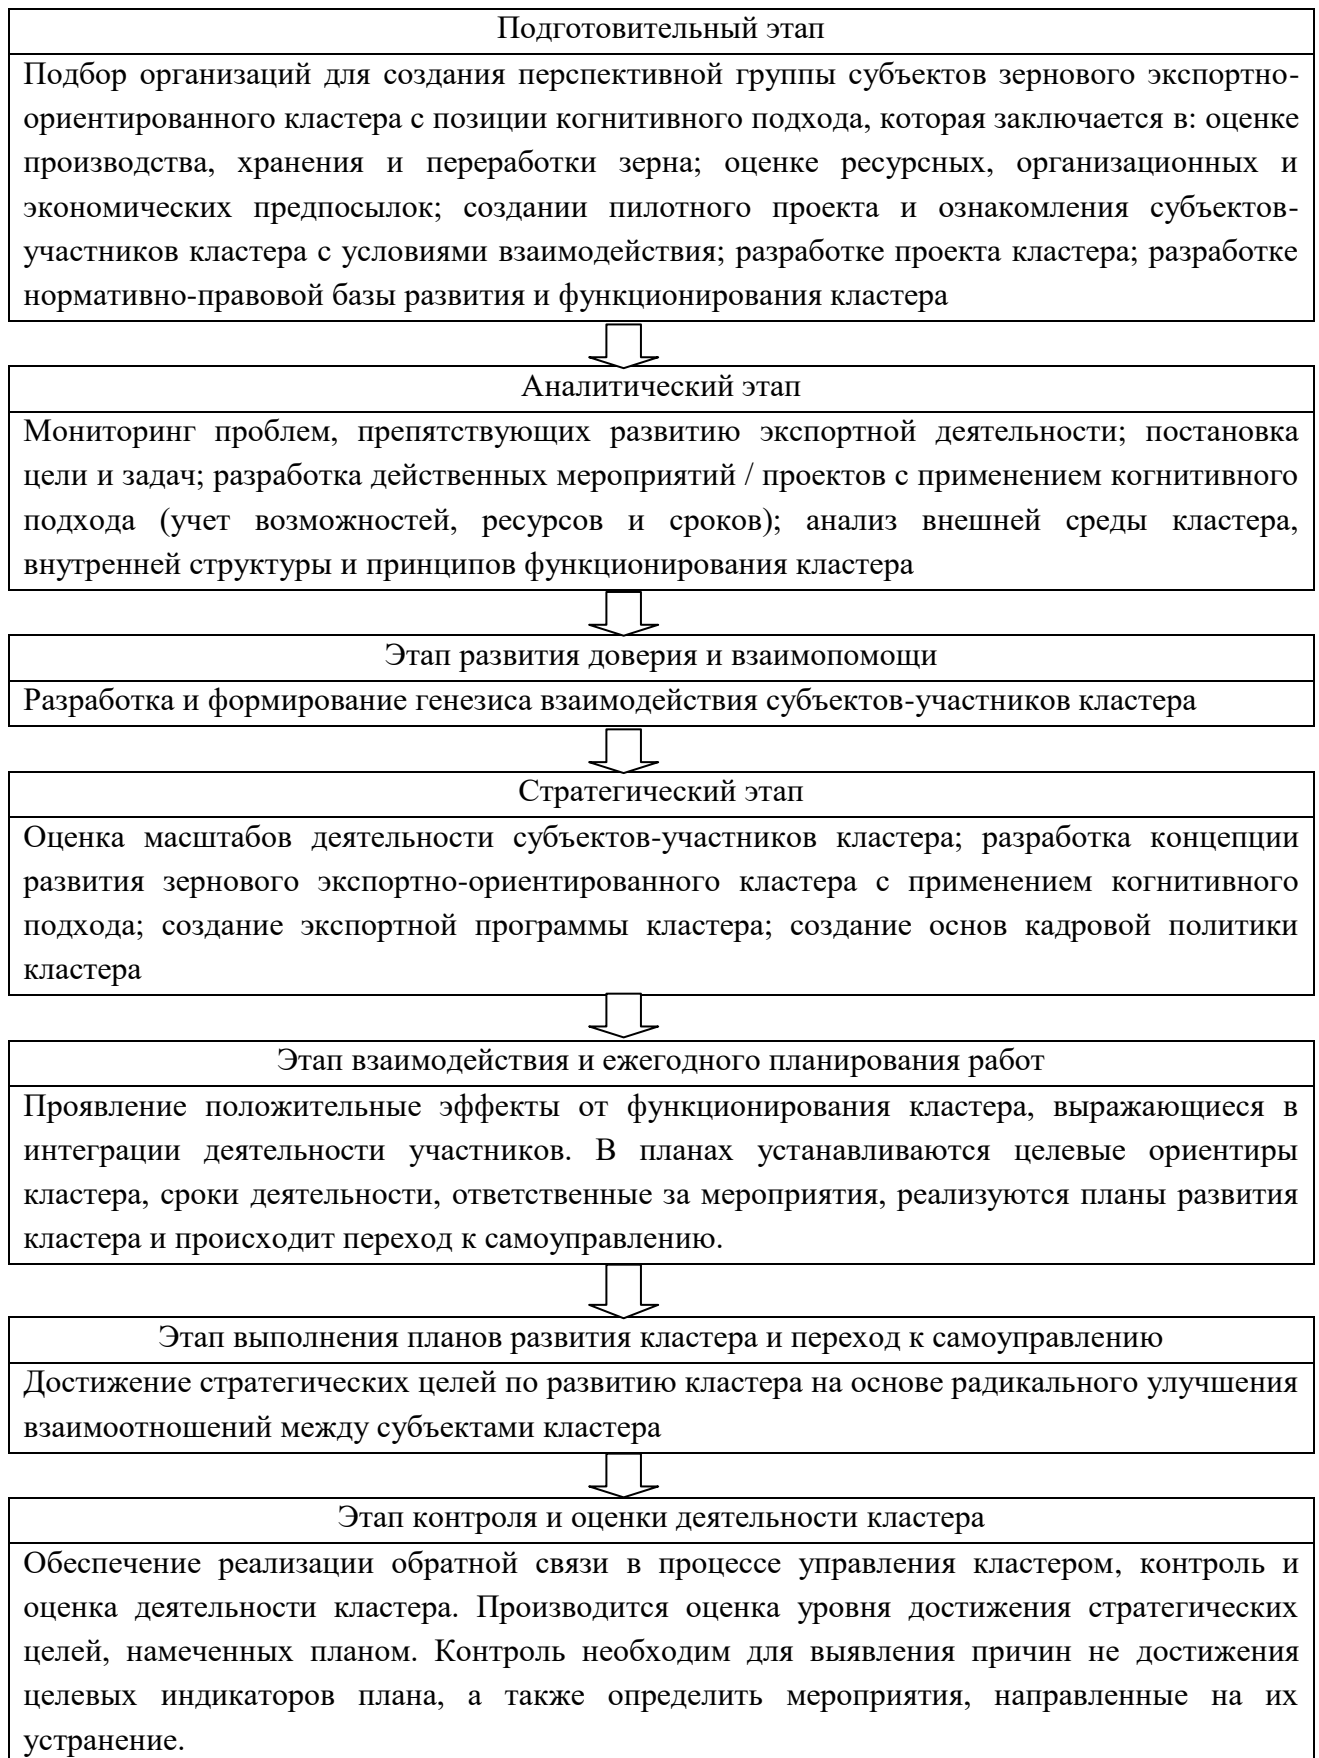 Подготовительный этап
Подбор организаций для создания перспективной группы субъектов зернового экспортно-
ориентированного кластера с позиции когнитивного подхода, которая заключается в: оценке
производства, хранения и переработки зерна; оценке ресурсных, организационных и
экономических предпосылок; создании пилотного проекта и ознакомления субъектов-
участников кластера с условиями взаимодействия; разработке проекта кластера; разработке
нормативно-правовой базы развития и функционирования кластера
Аналитический этап
Мониторинг проблем, препятствующих развитию экспортной деятельности; постановка
цели и задач; разработка действенных мероприятий / проектов с применением когнитивного
подхода (учет возможностей, ресурсов и сроков); анализ внешней среды кластера,
внутренней структуры и принципов функционирования кластера
Этап развития доверия и взаимопомощи
Разработка и формирование генезиса взаимодействия субъектов-участников кластера
Стратегический этап
Оценка масштабов деятельности субъектов-участников кластера; разработка концепции
развития зернового экспортно-ориентированного кластера с применением когнитивного
подхода; создание экспортной программы кластера; создание основ кадровой политики
кластера
Этап взаимодействия и ежегодного планирования работ
Проявление положительные эффекты от функционирования кластера, выражающиеся в
интеграции деятельности участников. В планах устанавливаются целевые ориентиры
кластера, сроки деятельности, ответственные за мероприятия, реализуются планы развития
кластера и происходит переход к самоуправлению.
Этап выполнения планов развития кластера и переход к самоуправлению
Достижение стратегических целей по развитию кластера на основе радикального улучшения
взаимоотношений между субъектами кластера
Этап контроля и оценки деятельности кластера
Обеспечение реализации обратной связи в процессе управления кластером, контроль и
оценка деятельности кластера. Производится оценка уровня достижения стратегических
целей, намеченных планом. Контроль необходим для выявления причин не достижения
целевых индикаторов плана, а также определить мероприятия, направленные на их
устранение.